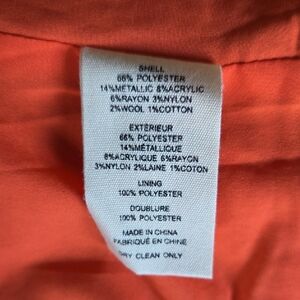 SHELL
66% POLYESTER
14%METALLIC 8%ACRYLIC
6%RAYON 3%NYLON
2%WOOL 1%COTTON
EXTÉRIEUR
66% POLYESTER
14%MÉTALLIQUE
8%ACRYLIQUE 6%RAYON
3%NYLON 2%LAINE 1%COTON
LINING
100% POLYESTER
DOUBLURE
100% POLYESTER
MADE IN CHINA
FABRIQUÉ EN CHINE
DRY CLEAN ONLY